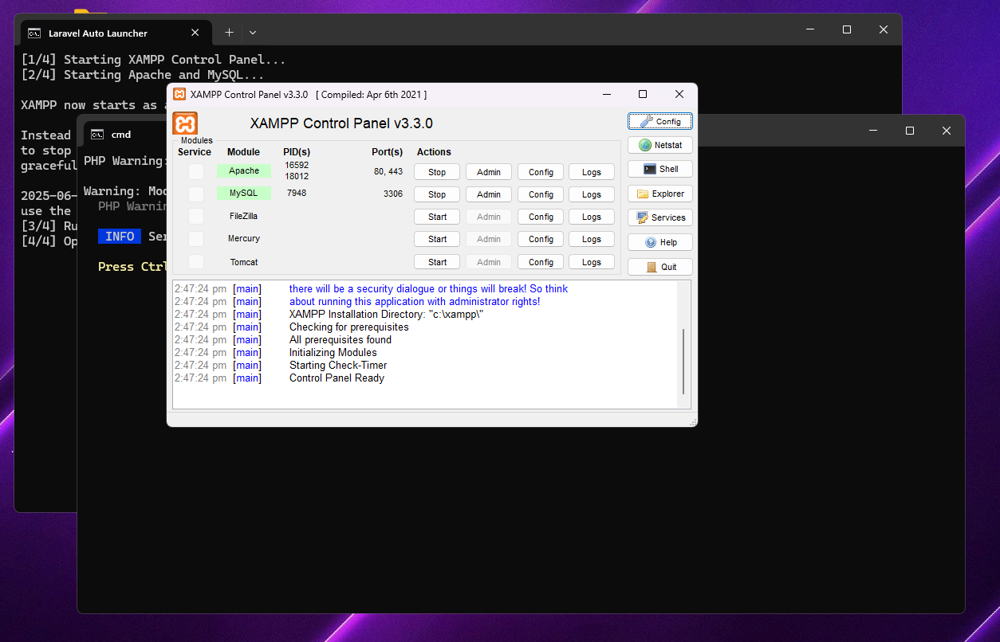 Laravel Auto Launcher
[1/4] Starting XAMPP Control Panel...
[2/4] Starting Apache and MySQL...
XAMPP now starts as a
Instead
to stop
graceful
2025-06-
use the
[3/4] Ru
[4/4] Op
cmd
PHP Warning:
Warning: Mod
PHP Warnin
INFO Ser
Press Ctrl
XAMPP Control Panel v3.3.0 [ Compiled: Apr 6th 2021 ]
XAMPP Control Panel v3.3.0
Modules
Service Module PID(s) Port(s) Actions
Apache 16592 18012 80, 443 Stop Admin Config Logs
MySQL 7948 3306 Stop Admin Config Logs
FileZilla Start Admin Config Logs
Mercury Start Admin Config Logs
Tomcat Start Admin Config Logs
Config
Netstat
Shell
Explorer
Services
Help
Quit
2:47:24 pm [main] there will be a security dialogue or things will break! So think
2:47:24 pm [main] about running this application with administrator rights!
2:47:24 pm [main] XAMPP Installation Directory: "c:\xampp\"
2:47:24 pm [main] Checking for prerequisites
2:47:24 pm [main] All prerequisites found
2:47:24 pm [main] Initializing Modules
2:47:24 pm [main] Starting Check-Timer
2:47:24 pm [main] Control Panel Ready